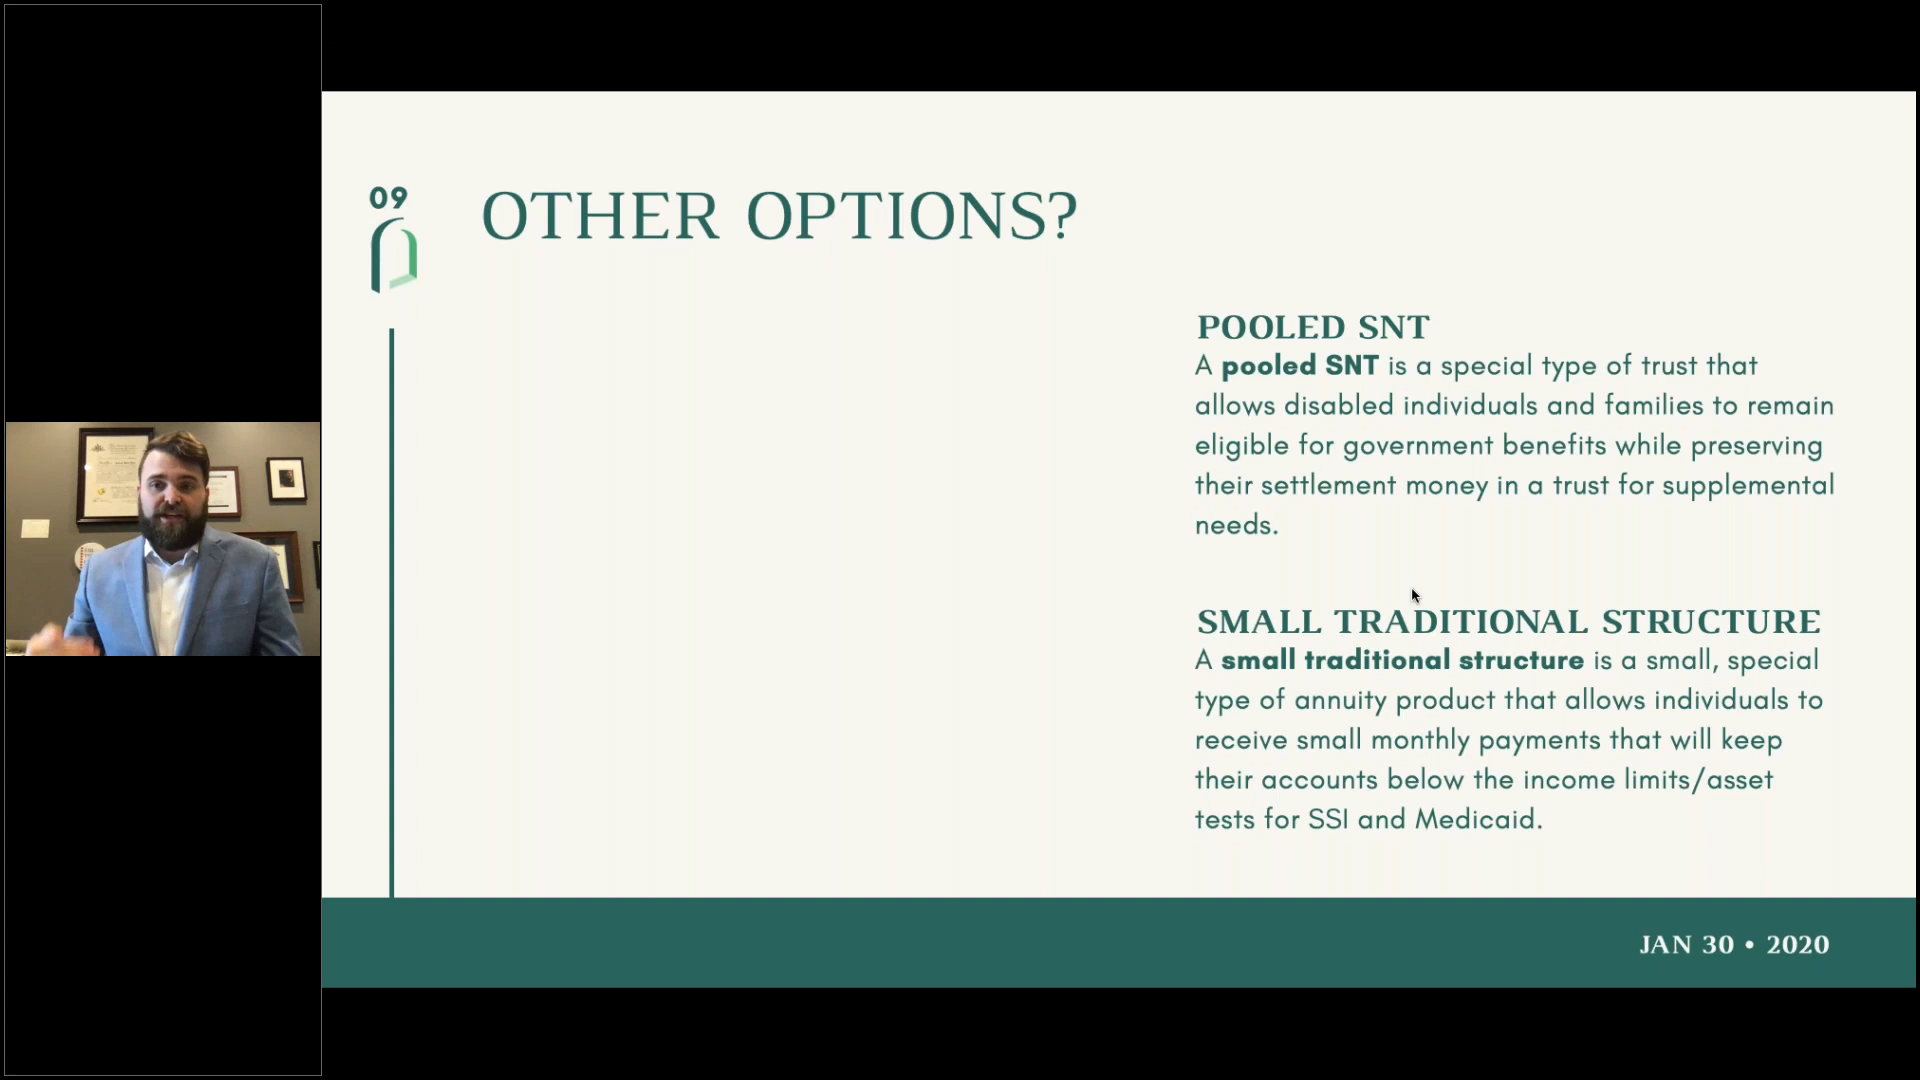 09
OTHER OPTIONS?
POOLED SNT
A pooled SNT is a special type of trust that
allows disabled individuals and families to remain
eligible for government benefits while preserving
their settlement money in a trust for supplemental
needs.
SMALL TRADITIONAL STRUCTURE
A small traditional structure is a small, special
type of annuity product that allows individuals to
receive small monthly payments that will keep
their accounts below the income limits/asset
tests for SSI and Medicaid.
JAN 30 • 2020